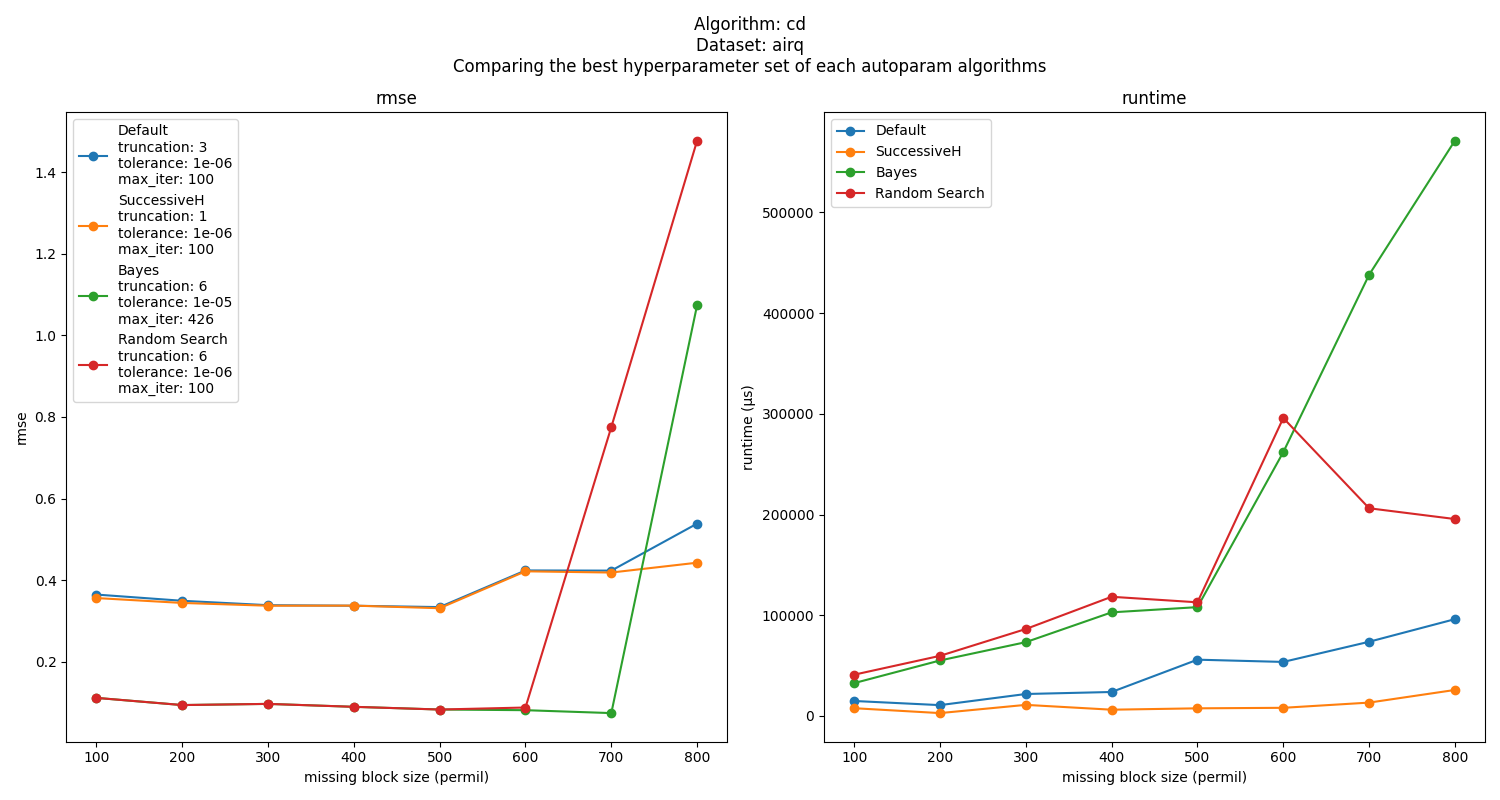 Algorithm: cd
Dataset: airq
Comparing the best hyperparameter set of each autoparam algorithms
rmse
Default
truncation: 3
tolerance: 1e-06
max_iter: 100
SuccessiveH
truncation: 1
tolerance: 1e-06
max_iter: 100
Bayes
truncation: 6
tolerance: 1e-05
max_iter: 426
Random Search
truncation: 6
tolerance: 1e-06
max_iter: 100
rmse
1.4
1.2
1.0
0.8
0.6
0.4
0.2
100 200 300 400 500 600 700 800
missing block size (permil)
runtime
Default
SuccessiveH
Bayes
Random Search
runtime (µs)
500000
400000
300000
200000
100000
0
100 200 300 400 500 600 700 800
missing block size (permil)